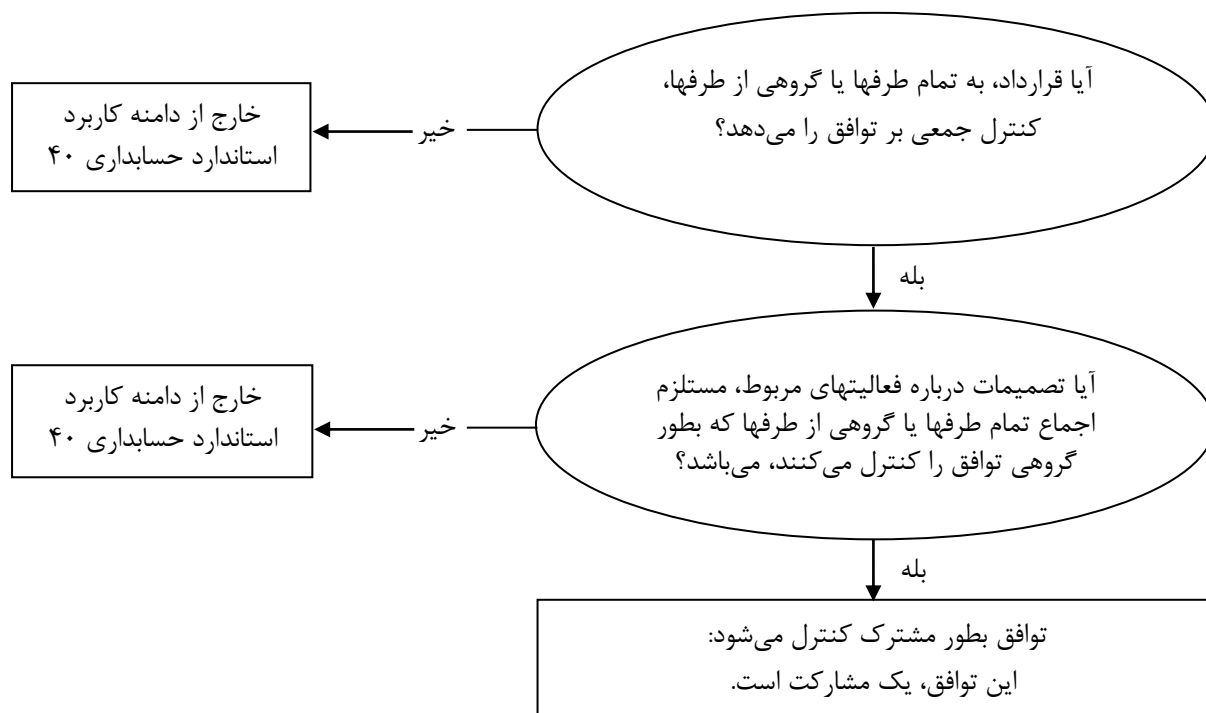 آیا قرارداد، به تمام طرفها یا گروهی از طرفها،
کنترل جمعی بر توافق را می‌دهد؟
خیر
خارج از دامنه کاربرد
استاندارد حسابداری ۴۰
بله
آیا تصمیمات درباره فعالیتهای مربوط، مستلزم
اجماع تمام طرفها یا گروهی از طرفها که بطور
گروهی توافق را کنترل می‌کنند، می‌باشد؟
خیر
خارج از دامنه کاربرد
استاندارد حسابداری ۴۰
بله
توافق بطور مشترک کنترل می‌شود:
این توافق، یک مشارکت است.